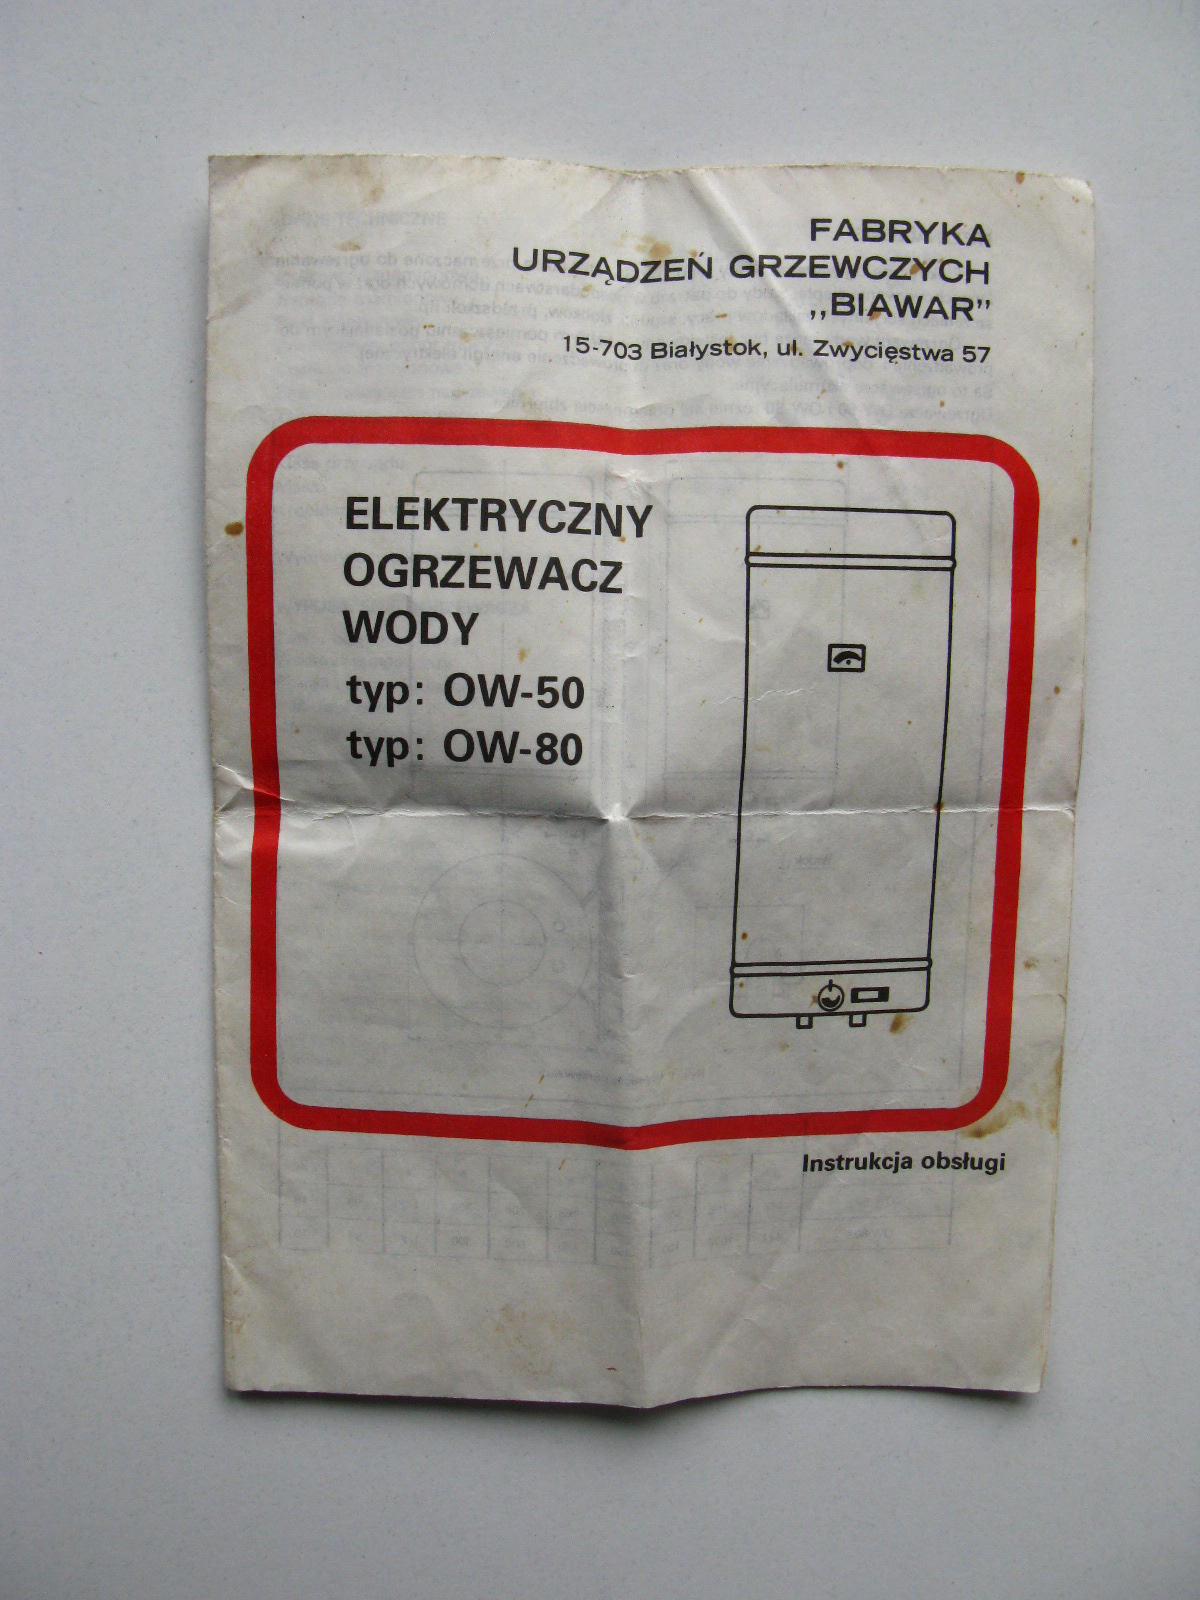 FABRYKA
URZĄDZEŃ GRZEWCZYCH
,,BIAWAR"
15-703 Białystok, ul. Zwycięstwa 57
ELEKTRYCZNY
OGRZEWACZ
WODY
typ: OW-50
typ: OW-80
Instrukcja obsługi